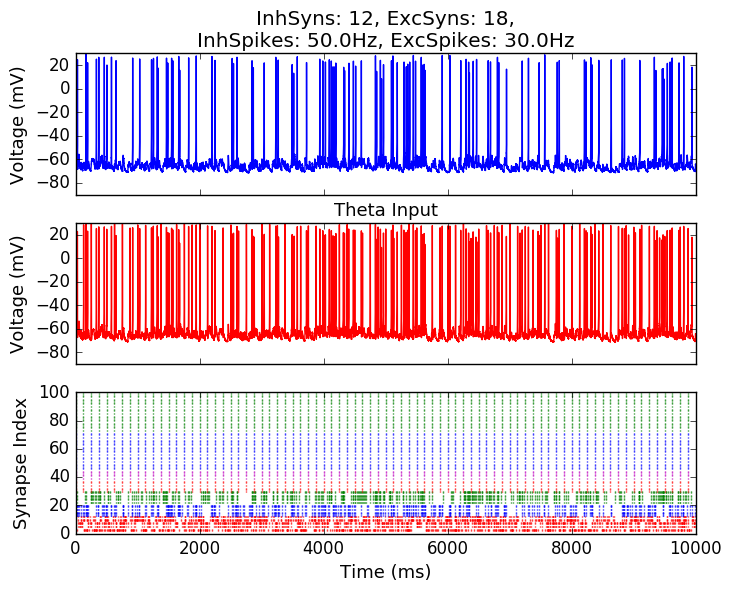 InhSyns: 12, ExcSyns: 18,
InhSpikes: 50.0Hz, ExcSpikes: 30.0Hz
Voltage (mV)
20
0
−20
−40
−60
−80
Theta Input
Voltage (mV)
20
0
−20
−40
−60
−80
Synapse Index
100
80
60
40
20
0
0 2000 4000 6000 8000 10000
Time (ms)